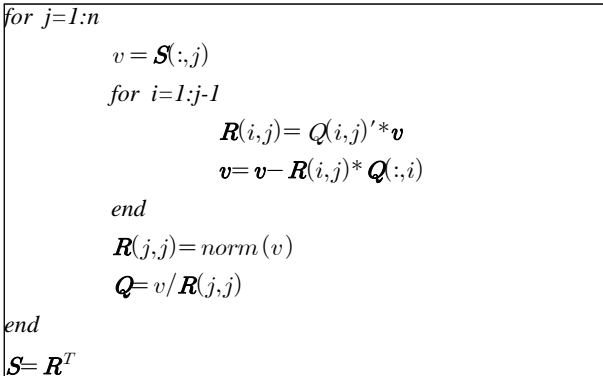 for j=1:n
v = S(:,j)
for i=1:j-1
R(i,j)= Q(i,j)′*v
v= v− R(i,j)* Q(:,i)
end
R(j,j)= norm(v)
Q= v/R(j,j)
end
S= R^T